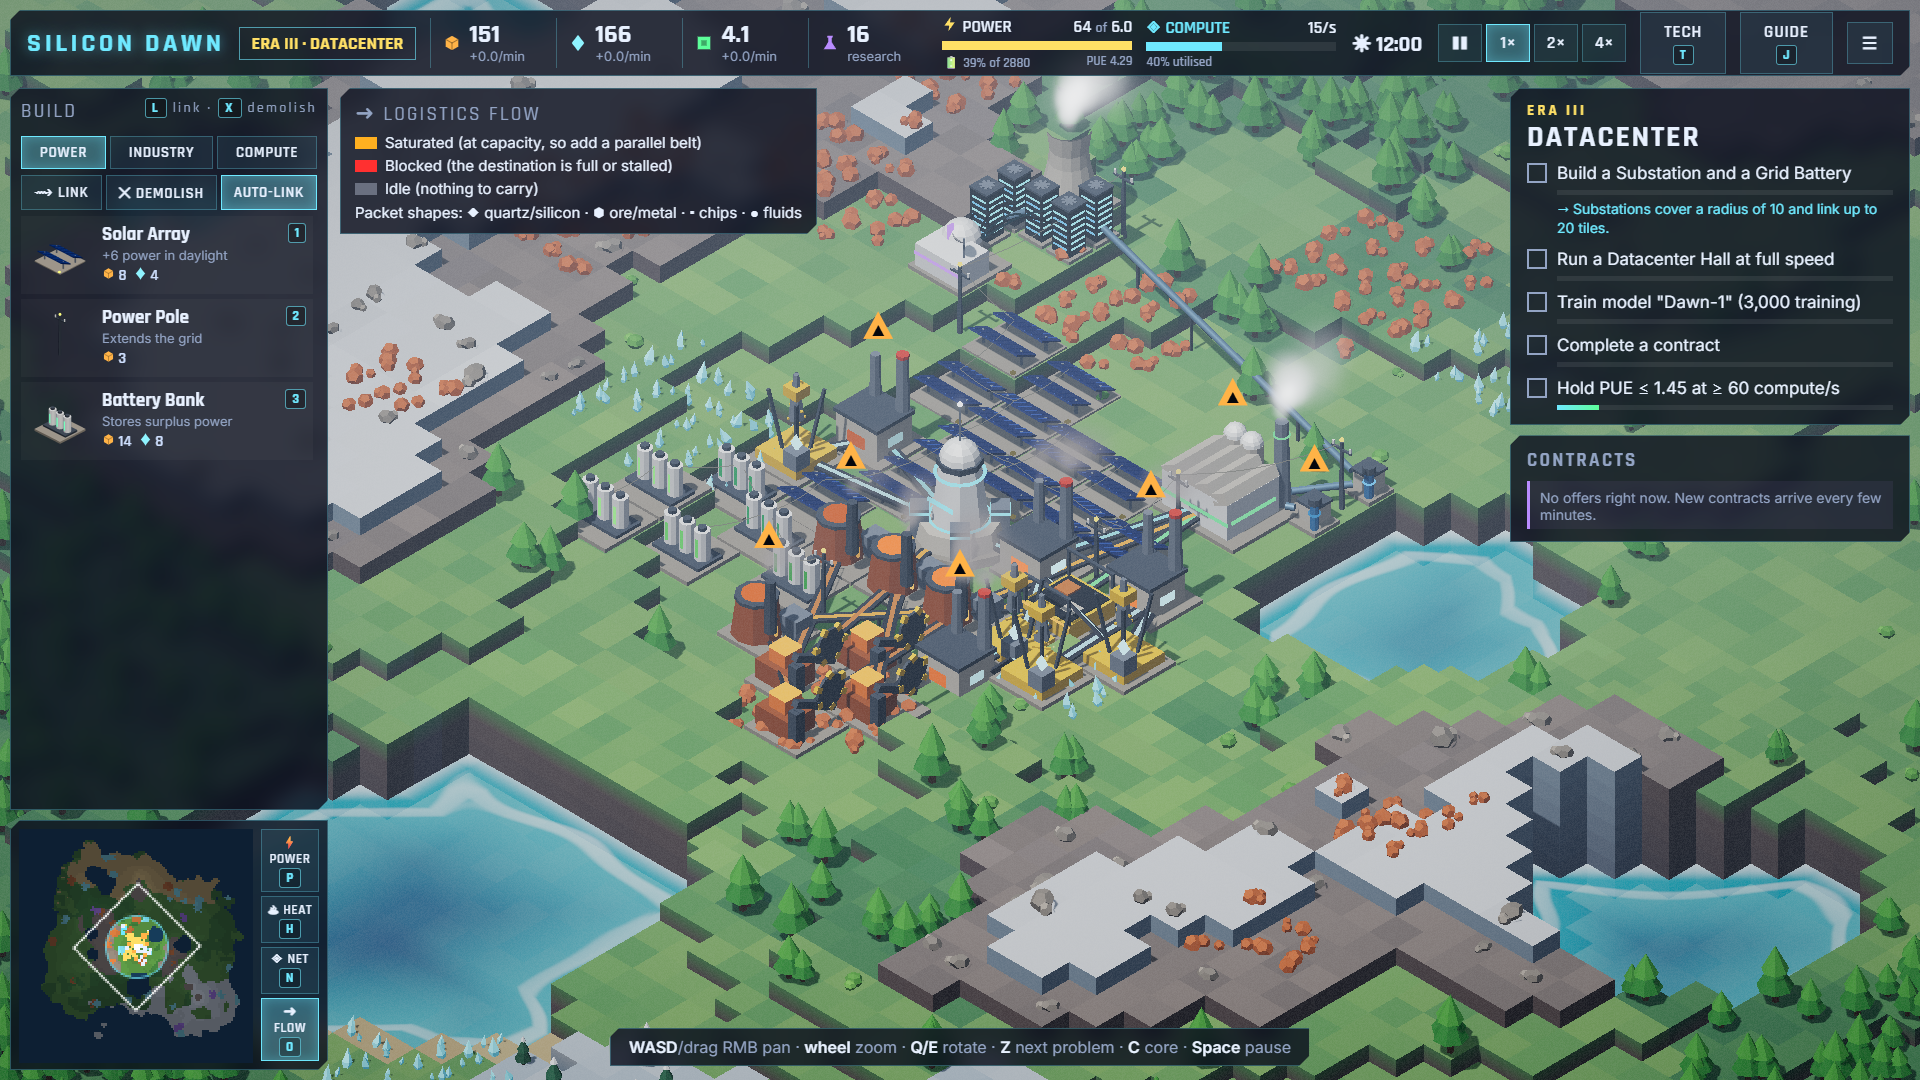 SILICON DAWN
ERA III · DATACENTER
151
+0.0/min
166
+0.0/min
4.1
+0.0/min
16
research
POWER
64 of 6.0
39% of 2880
PUE 4.29
COMPUTE
15/s
40% utilised
12:00
1×
2×
4×
TECH
T
GUIDE
J
BUILD
L link · X demolish
POWER
INDUSTRY
COMPUTE
LINK
DEMOLISH
AUTO-LINK
Solar Array
1
+6 power in daylight
8 4
Power Pole
2
Extends the grid
3
Battery Bank
3
Stores surplus power
14 8
→ LOGISTICS FLOW
Saturated (at capacity, so add a parallel belt)
Blocked (the destination is full or stalled)
Idle (nothing to carry)
Packet shapes: ◆ quartz/silicon · ⬢ ore/metal · ▪ chips · ● fluids
ERA III
DATACENTER
Build a Substation and a Grid Battery
→ Substations cover a radius of 10 and link up to
20 tiles.
Run a Datacenter Hall at full speed
Train model "Dawn-1" (3,000 training)
Complete a contract
Hold PUE ≤ 1.45 at ≥ 60 compute/s
CONTRACTS
No offers right now. New contracts arrive every few
minutes.
POWER
P
HEAT
H
NET
N
FLOW
O
WASD/drag RMB pan · wheel zoom · Q/E rotate · Z next problem · C core · Space pause